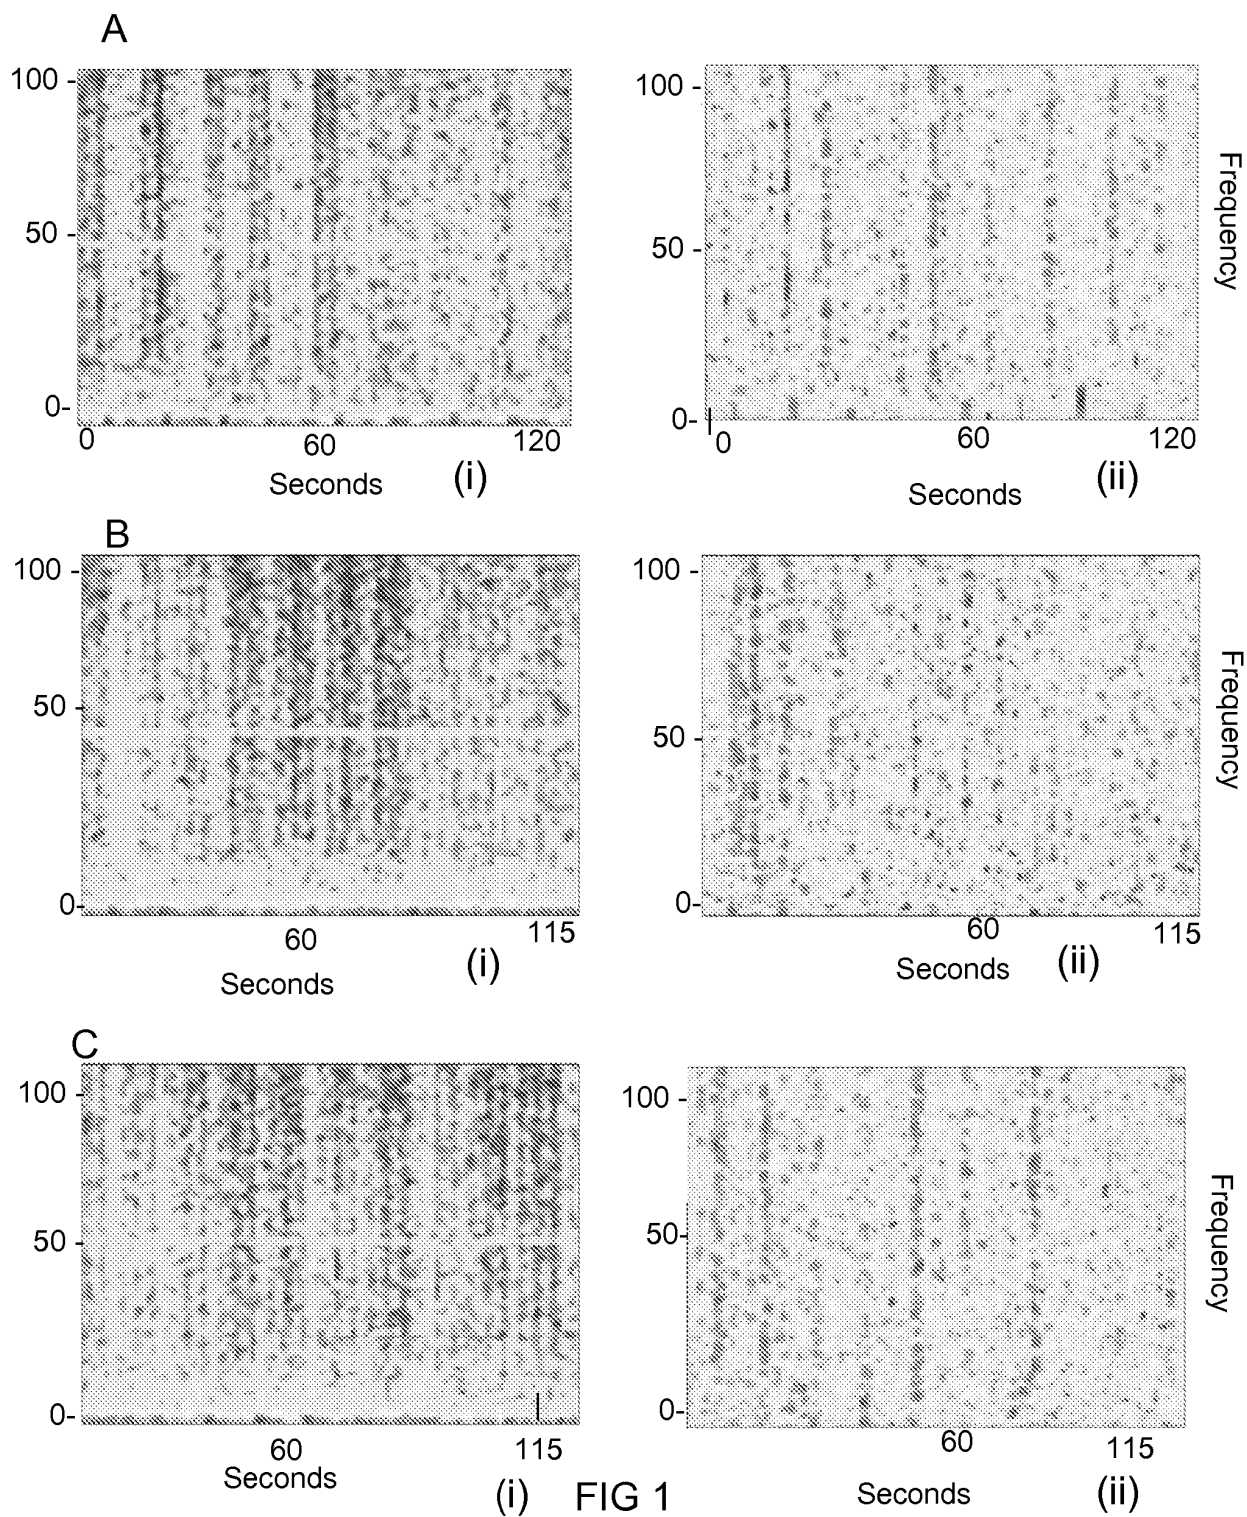 A
100 -
50 -
0-
0
60
120
Seconds
(i)
100 -
50 -
0-
0
60
120
Seconds
(ii)
Frequency
B
100 -
50 -
0-
60
115
Seconds
(i)
100 -
50 -
0-
60
115
Seconds
(ii)
Frequency
C
100 -
50 -
0-
60
115
Seconds
(i)
100 -
50-
0-
60
115
Seconds
(ii)
Frequency
FIG 1